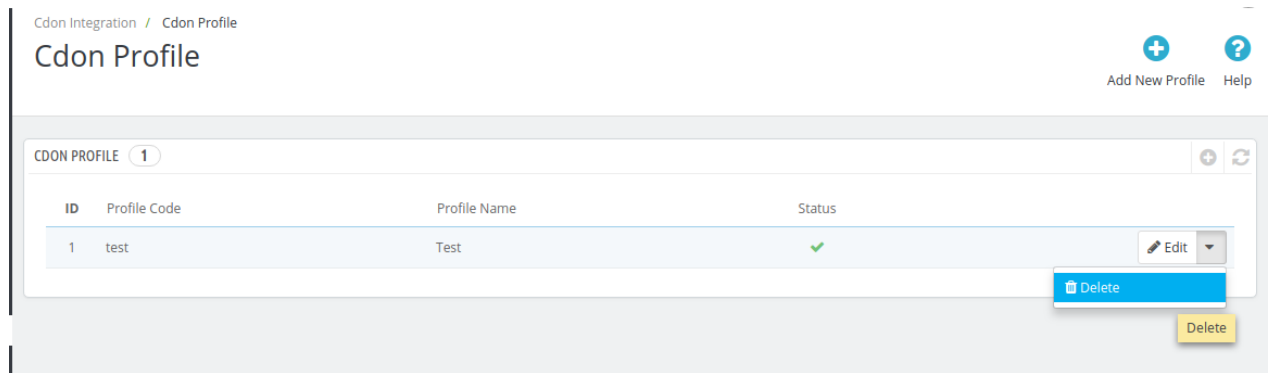 Cdon Integration / Cdon Profile
Cdon Profile
Add New Profile Help
CDON PROFILE 1
ID Profile Code Profile Name Status
1 test Test Edit
Delete
Delete